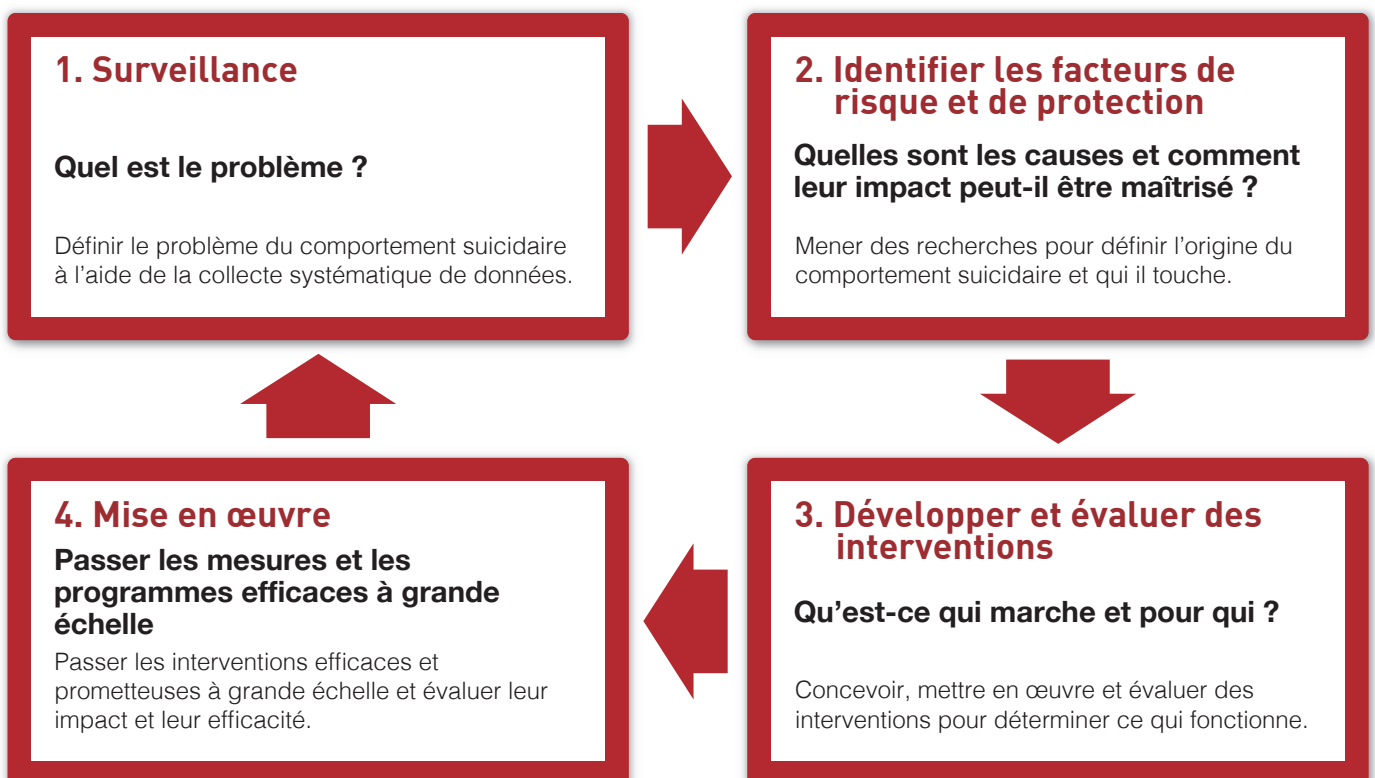 1. Surveillance
Quel est le problème ?
Définir le problème du comportement suicidaire
à l’aide de la collecte systématique de données.
2. Identifier les facteurs de
risque et de protection
Quelles sont les causes et comment
leur impact peut-il être maîtrisé ?
Mener des recherches pour définir l’origine du
comportement suicidaire et qui il touche.
3. Développer et évaluer des
interventions
Qu’est-ce qui marche et pour qui ?
Concevoir, mettre en œuvre et évaluer des
interventions pour déterminer ce qui fonctionne.
4. Mise en œuvre
Passer les mesures et les
programmes efficaces à grande
échelle
Passer les interventions efficaces et
prometteuses à grande échelle et évaluer leur
impact et leur efficacité.